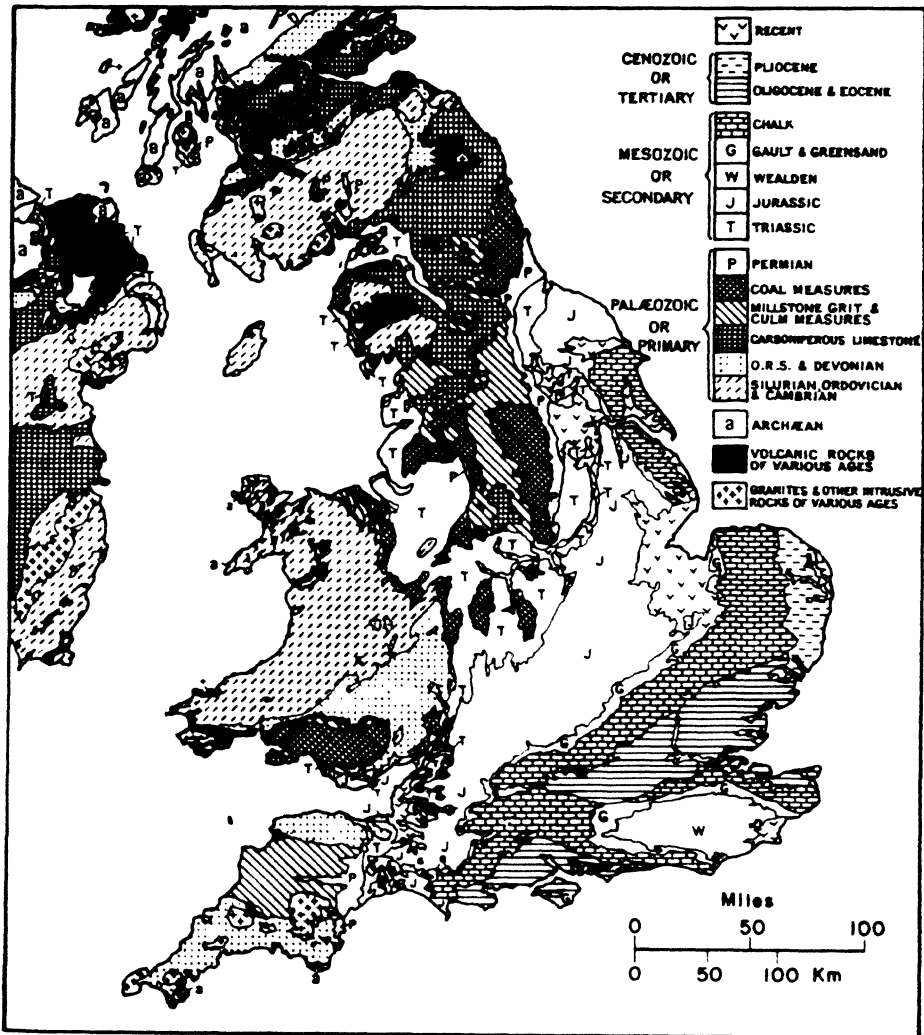 RECENT
CENOZOIC
OR
TERTIARY
PLIOCENE
OLIGOCENE & EOCENE
MESOZOIC
OR
SECONDARY
CHALK
G GAULT & GREENSAND
W WEALDEN
J JURASSIC
T TRIASSIC
PALÆOZOIC
OR
PRIMARY
P PERMIAN
COAL MEASURES
MILLSTONE GRIT &
CULM MEASURES
CARBONIFEROUS LIMESTONE
O.R.S. & DEVONIAN
SILURIAN, ORDOVICIAN
& CAMBRIAN
a ARCHÆAN
VOLCANIC ROCKS
OF VARIOUS AGES
GRANITES & OTHER INTRUSIVE
ROCKS OF VARIOUS AGES
Miles
100 0 100
0 50 100 Km